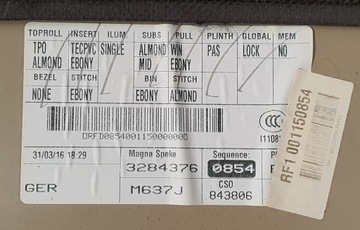 TOPROLL INSERT ILUM SUBS PULL PLINTH GLOBAL MEM
TPO TECPVC SINGLE ALMOND WIN PAS LOCK NO
ALMOND EBONY MID EBONY
BEZEL STITCH BIN STITCH
NONE EBONY EBONY ALMOND
DRFD0854001150000000
31/03/16 18:29
Magna Speke
3284376
Sequence:
0854
GER
M637J
CSO
843806
RF1 001150854